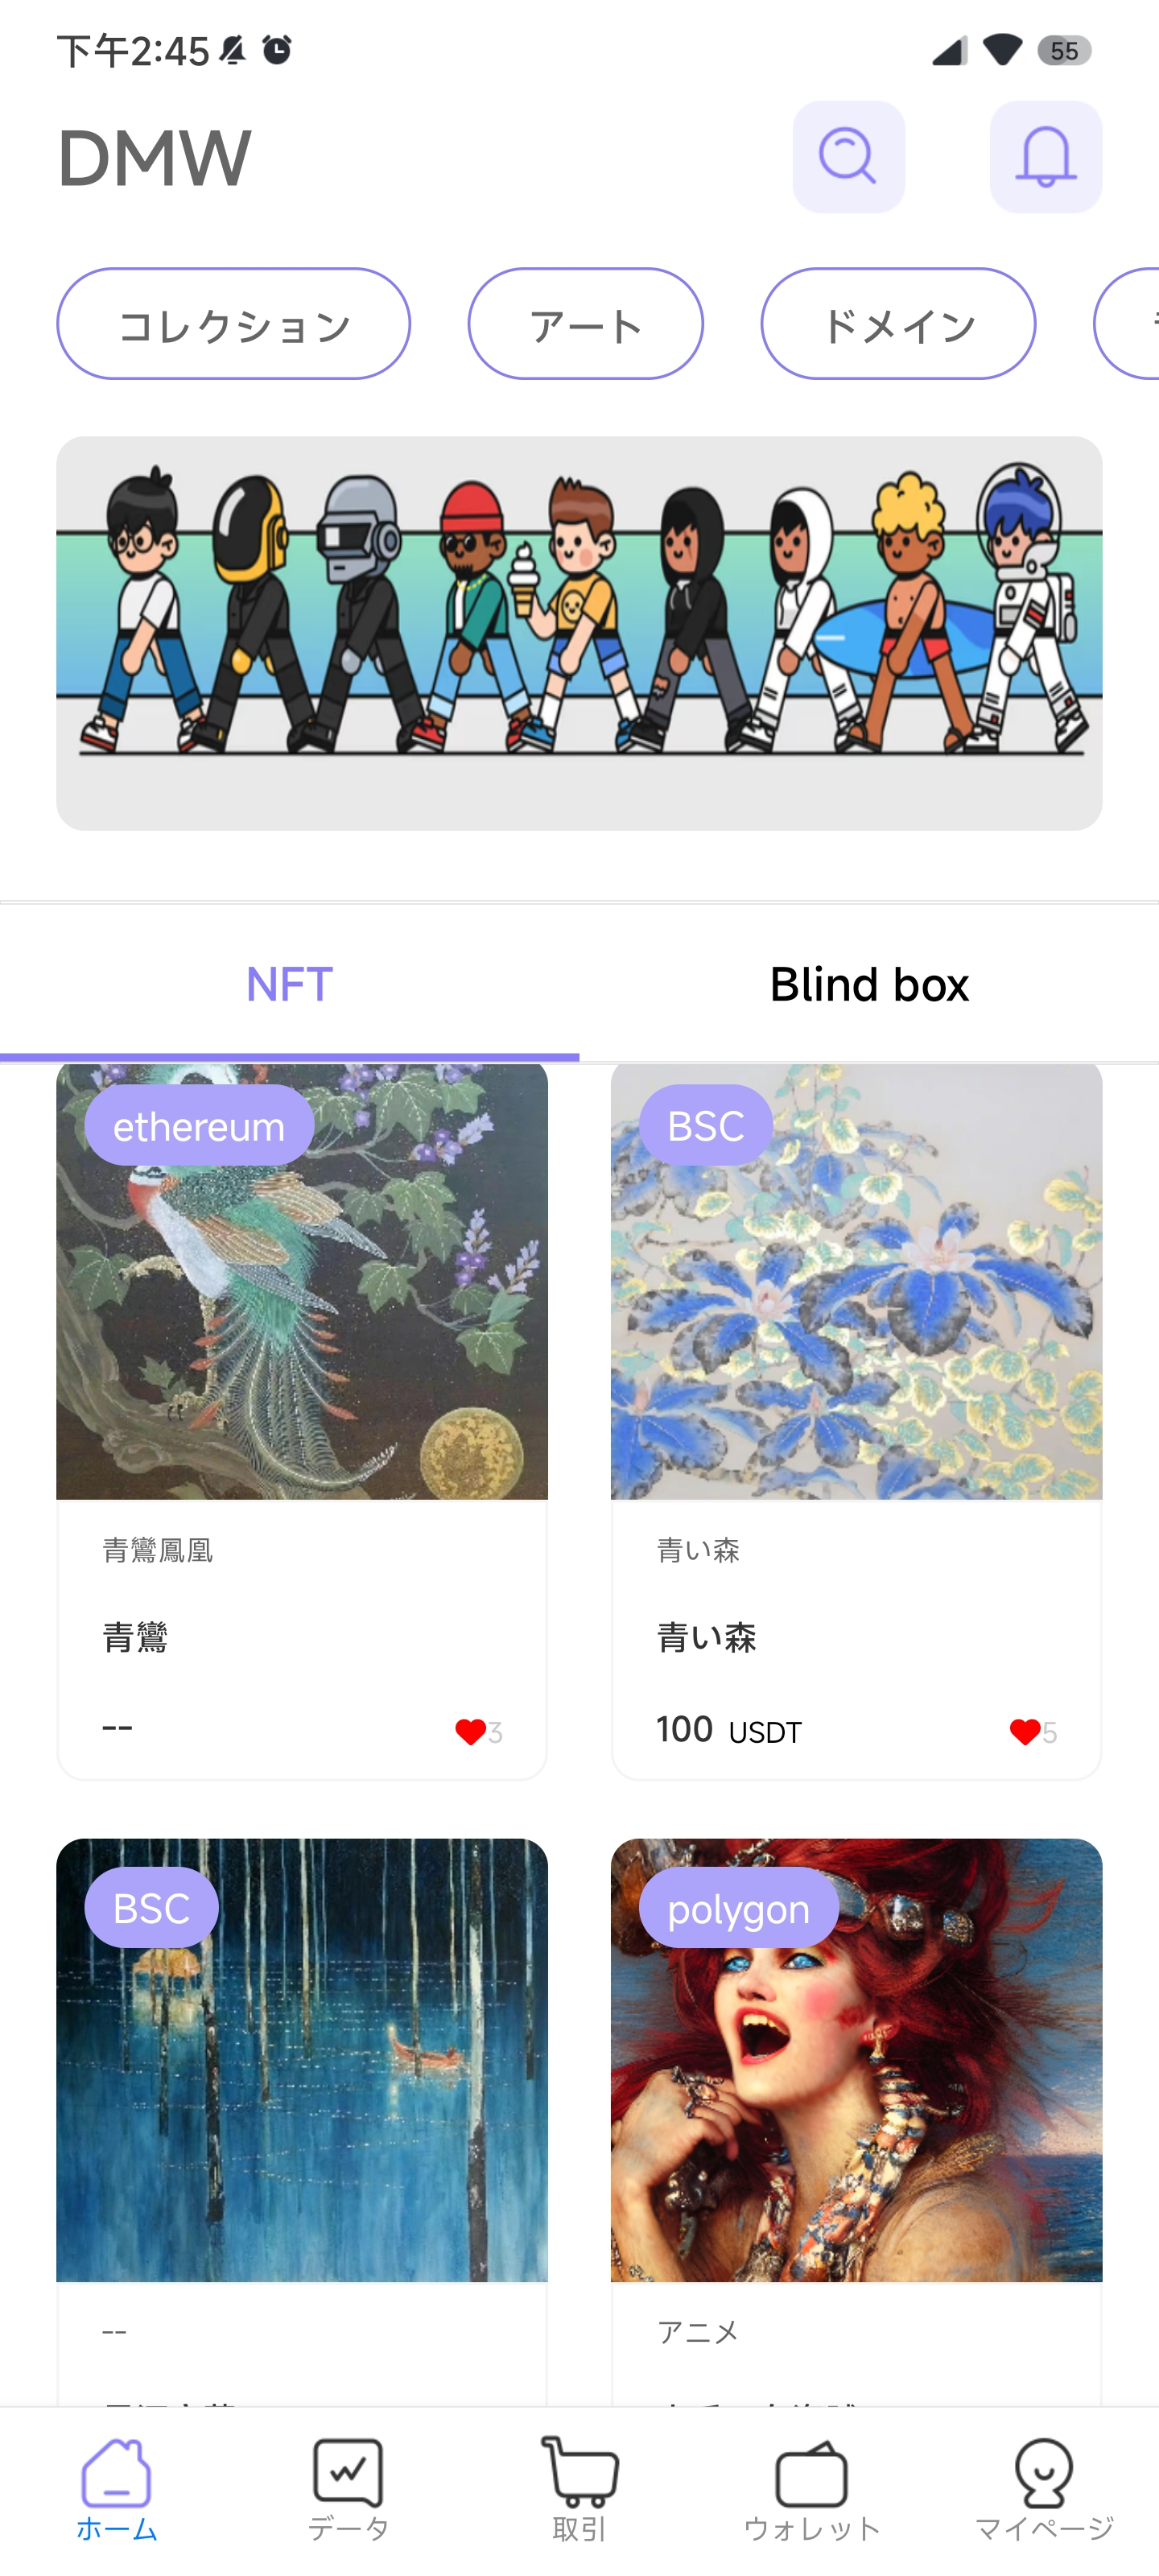 下午2:45
55
DMW
コレクション
アート
ドメイン
NFT
Blind box
ethereum
BSC
青鸞鳳凰
青い森
青鸞
青い森
--
3
100 USDT
5
BSC
polygon
--
アニメ
ホーム
データ
取引
ウォレット
マイページ